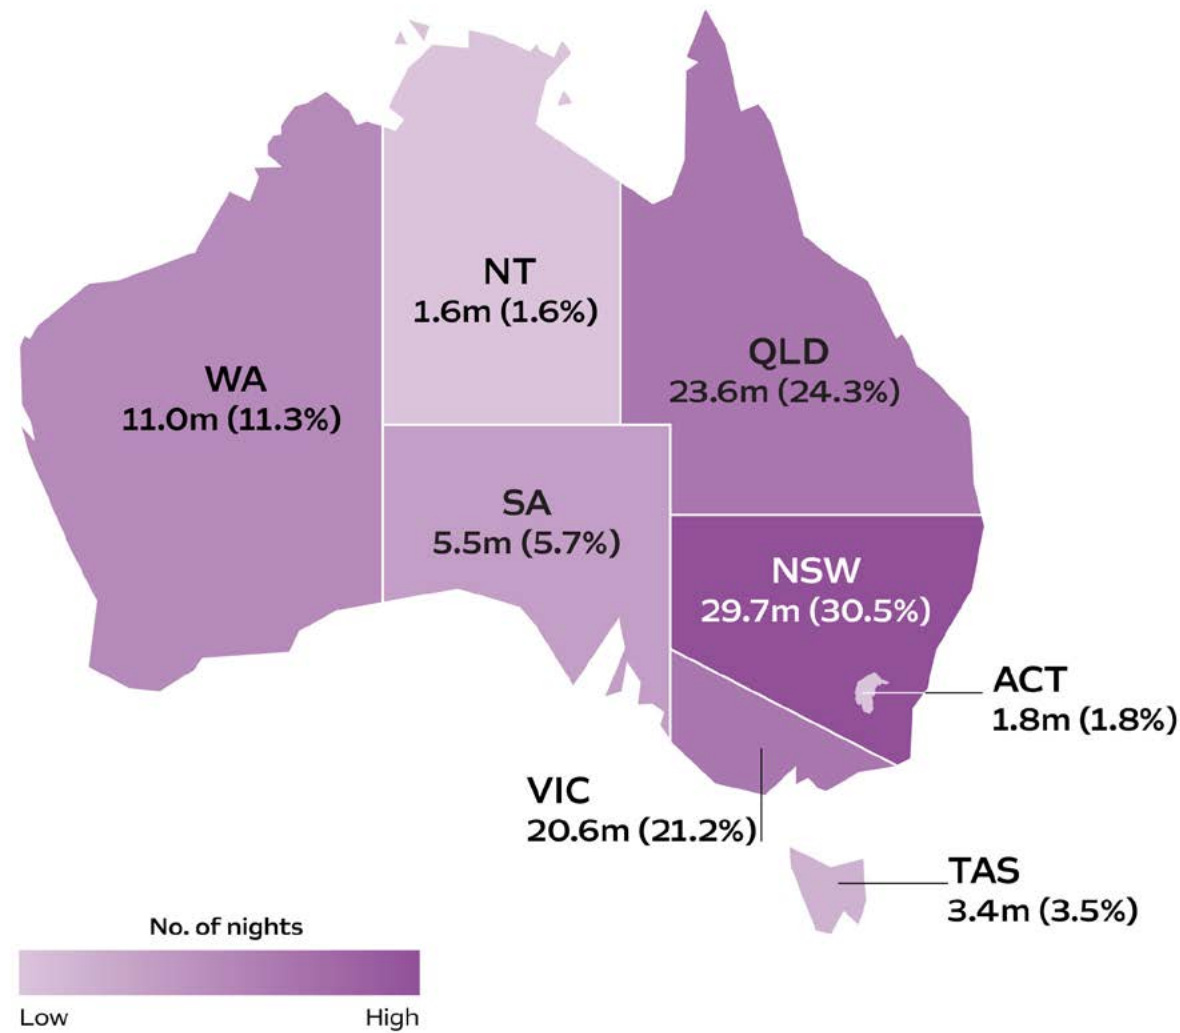 NT
1.6m (1.6%)
WA
11.0m (11.3%)
QLD
23.6m (24.3%)
SA
5.5m (5.7%)
NSW
29.7m (30.5%)
ACT
1.8m (1.8%)
VIC
20.6m (21.2%)
TAS
3.4m (3.5%)
No. of nights
Low
High